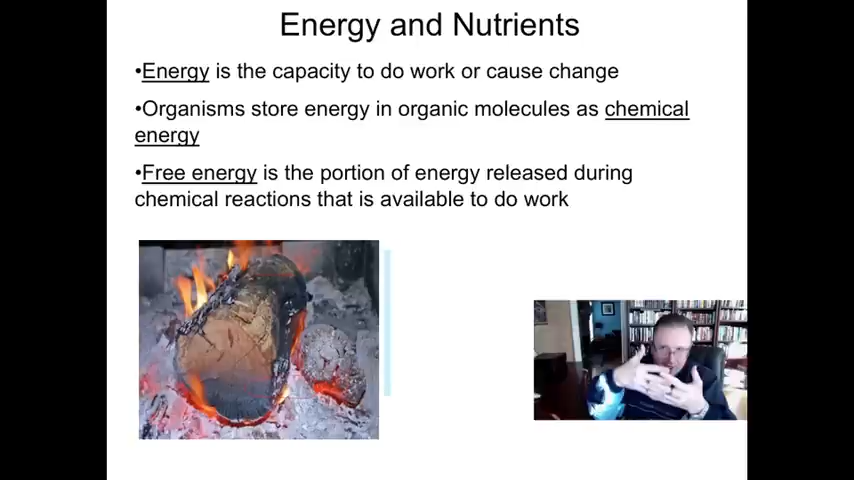 Energy and Nutrients
•Energy is the capacity to do work or cause change
•Organisms store energy in organic molecules as chemical
energy
•Free energy is the portion of energy released during
chemical reactions that is available to do work